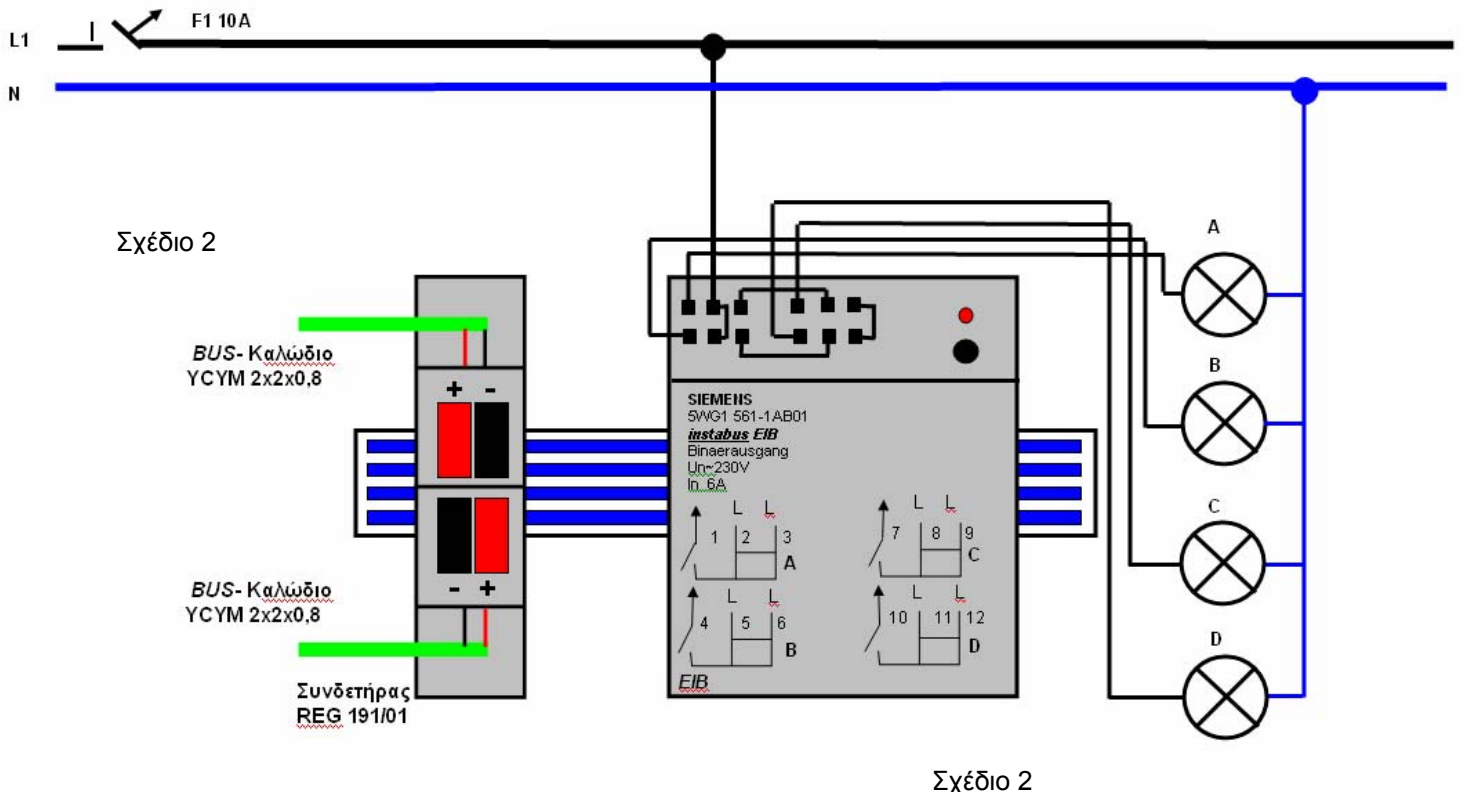 F1 10A
L1
N
Σχέδιο 2
A
BUS- Καλώδιο
YCYM 2x2x0,8
+ -
B
SIEMENS
5WG1 561-1AB01
instabus EIB
Binaerausgang
Un~230V
In 6A
C
L L
1 2 3
A
L L
7 8 9
C
- +
BUS- Καλώδιο
YCYM 2x2x0,8
L L
4 5 6
B
L L
10 11 12
D
D
EIB
Συνδετήρας
REG 191/01
Σχέδιο 2